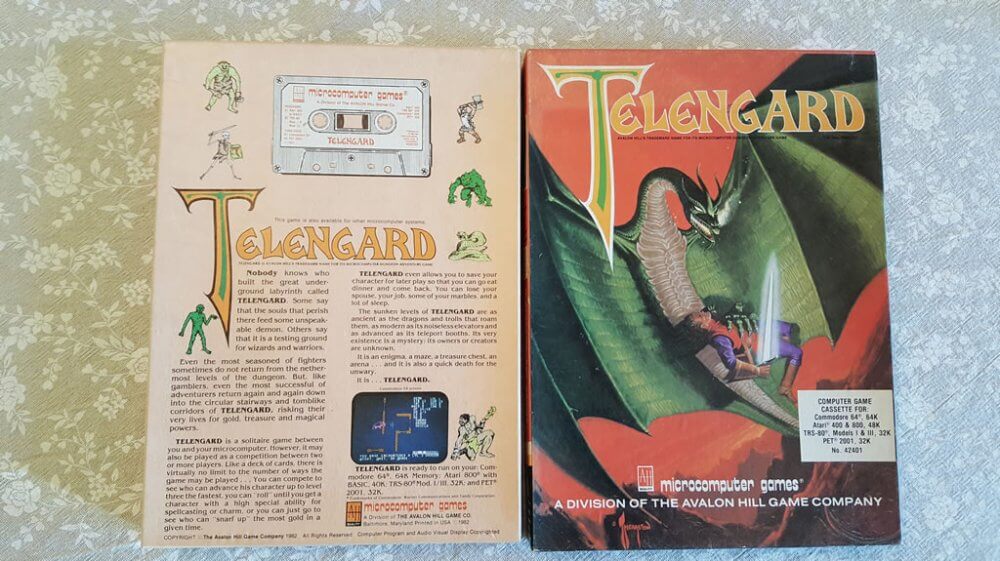 microcomputer games®
A Division of The Avalon Hill Game Co.
TELENGARD
This game is also available for other microcomputer systems.
TELENGARD
Nobody knows who
built the great under-
ground labyrinth called
TELENGARD. Some say
that the souls that perish
there feed some unspeak-
able demon. Others say
that it is a testing ground
for wizards and warriors.
Even the most seasoned of fighters
sometimes do not return from the nether-
most levels of the dungeon. But, like
gamblers, even the most successful of
adventurers return again and again down
into the circular stairways and tomblike
corridors of TELENGARD, risking their
very lives for gold, treasure and magical
powers.
TELENGARD is a solitaire game between
you and your microcomputer. However, it may
also be played as a competition between two
or more players. Like a deck of cards, there is
virtually no limit to the number of ways the
game may be played . . . You can compete to
see who can advance his character up to level
three the fastest, you can "roll" until you get a
character with a high special ability for
spellcasting or charm, or you can just go to
see who can "snarf up" the most gold in a
given time.
TELENGARD even allows you to save your
character for later play so that you can go eat
dinner and come back. You can lose your
spouse, your job, some of your marbles, and a
lot of sleep.
The sunken levels of TELENGARD are as
ancient as the dragons and trolls that roam
them, as modern as its noiseless elevators and
as advanced as its teleport booths. Its very
existence is a mystery; its owners or creators
are unknown.
It is an enigma, a maze, a treasure chest, an
arena . . . and it is also a quick death for the
unwary.
It is . . . TELENGARD.
TELENGARD is ready to run on your: Com-
modore 64®, 64K Memory: Atari 800® with
BASIC, 40K; TRS-80® Mod. I/III, 32K; and PET®
2001, 32K.
microcomputer games®
A Division of THE AVALON HILL GAME CO.
Baltimore, Maryland Printed in USA © 1982
COPYRIGHT © The Avalon Hill Game Company 1982 All Rights Reserved. Computer Program and Audio Visual Display Copyrighted
TELENGARD
COMPUTER GAME
CASSETTE FOR:
Commodore 64®, 64K
Atari® 400 & 800, 48K
TRS-80®, Models I & III, 32K
PET® 2001, 32K
No. 42401
microcomputer games®
A DIVISION OF THE AVALON HILL GAME COMPANY